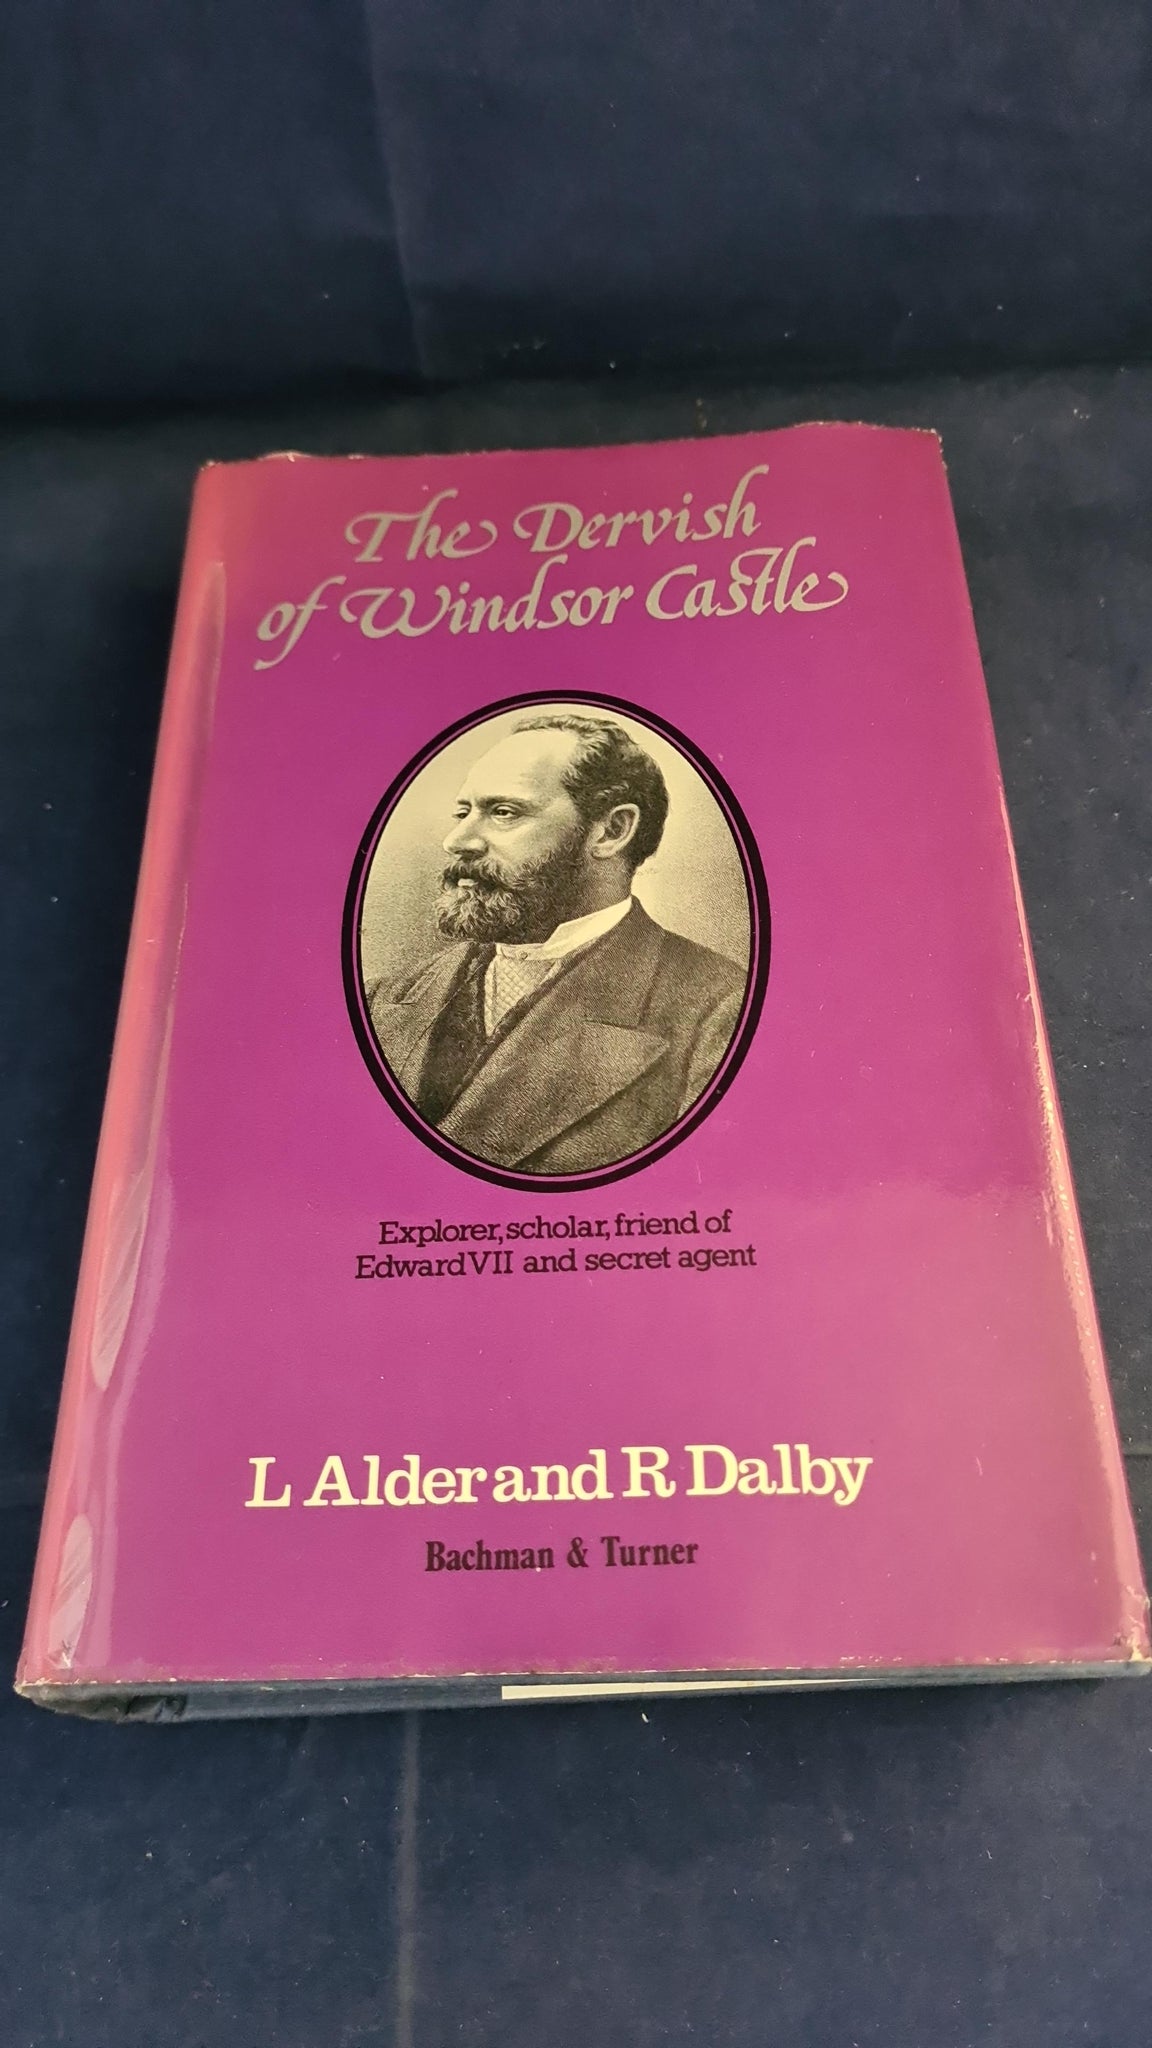 The Dervish
of Windsor Castle
Explorer, scholar, friend of
Edward VII and secret agent
L Alder and R Dalby
Bachman & Turner